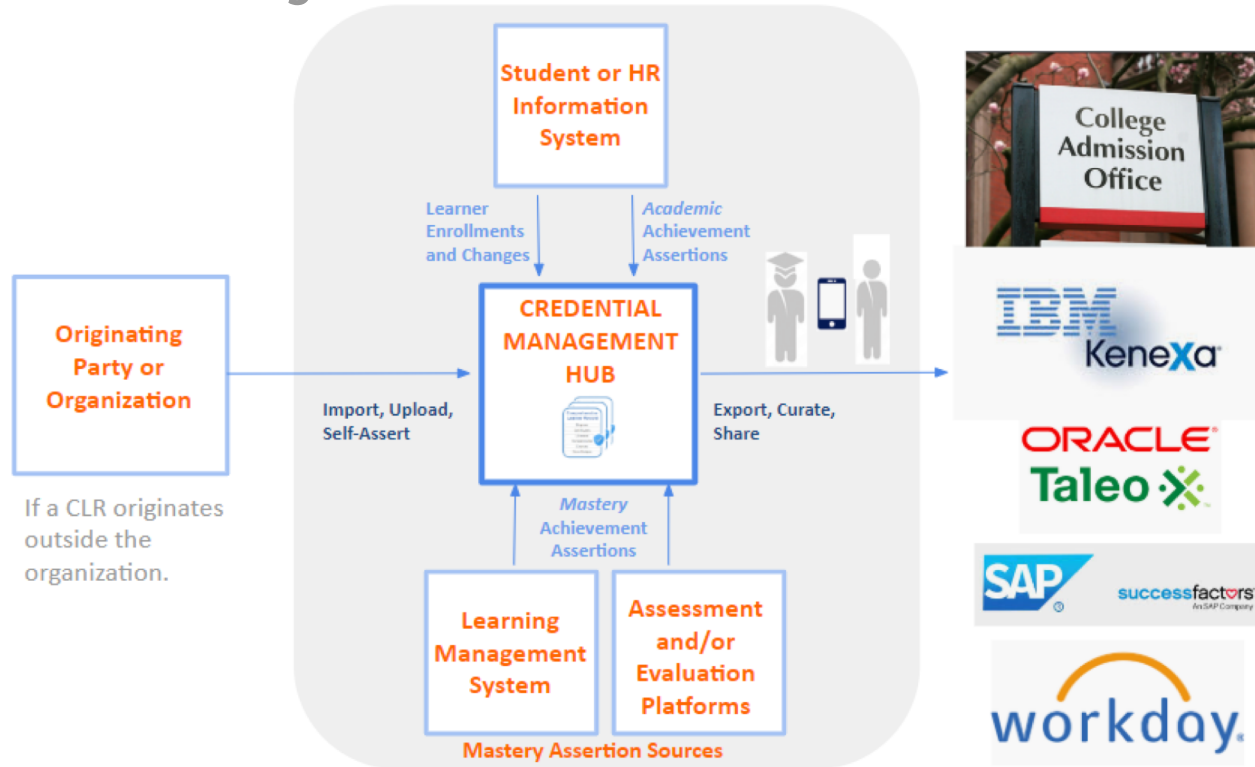 Student or HR
Information
System
Learner
Enrollments
and Changes
Academic
Achievement
Assertions
Originating
Party or
Organization
If a CLR originates
outside the
organization.
Import, Upload,
Self-Assert
CREDENTIAL
MANAGEMENT
HUB
Export, Curate,
Share
Mastery
Achievement
Assertions
Learning
Management
System
Assessment
and/or
Evaluation
Platforms
Mastery Assertion Sources
College
Admission
Office
IBM
Kenexa
ORACLE
Taleo
SAP
successfactors
An SAP Company
workday